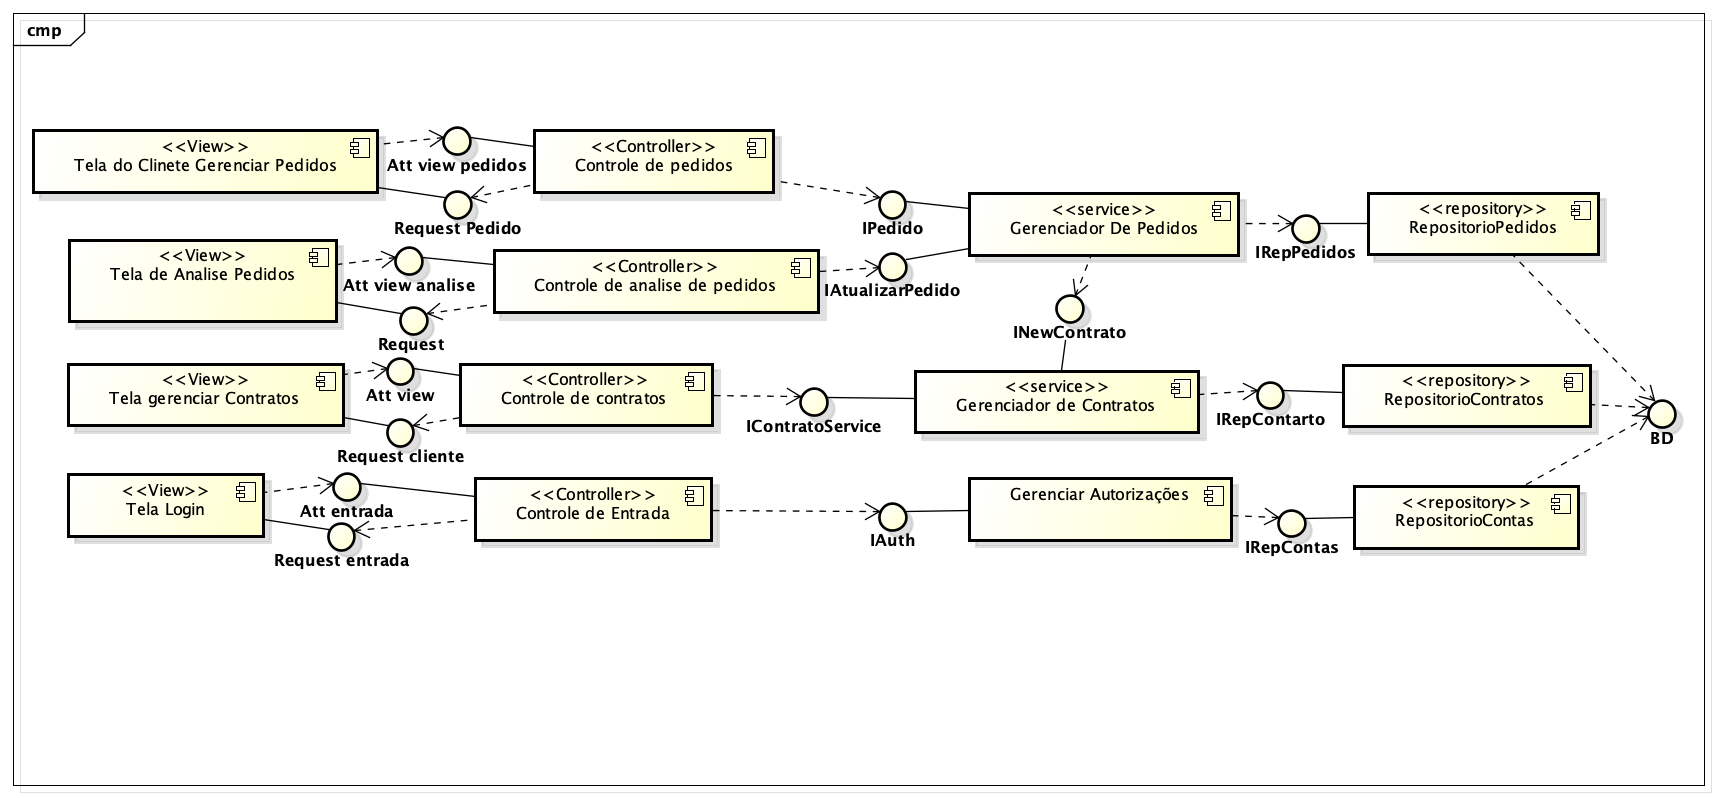 cmp
<<View>>
Tela do Clinete Gerenciar Pedidos
Att view pedidos
Request Pedido
<<Controller>>
Controle de pedidos
IPedido
<<service>>
Gerenciador De Pedidos
IRepPedidos
<<repository>>
RepositorioPedidos
<<View>>
Tela de Analise Pedidos
Att view analise
Request
<<Controller>>
Controle de analise de pedidos
IAtualizarPedido
INewContrato
<<View>>
Tela gerenciar Contratos
Att view
Request cliente
<<Controller>>
Controle de contratos
IContratoService
<<service>>
Gerenciador de Contratos
IRepContarto
<<repository>>
RepositorioContratos
BD
<<View>>
Tela Login
Att entrada
Request entrada
<<Controller>>
Controle de Entrada
IAuth
Gerenciar Autorizações
IRepContas
<<repository>>
RepositorioContas